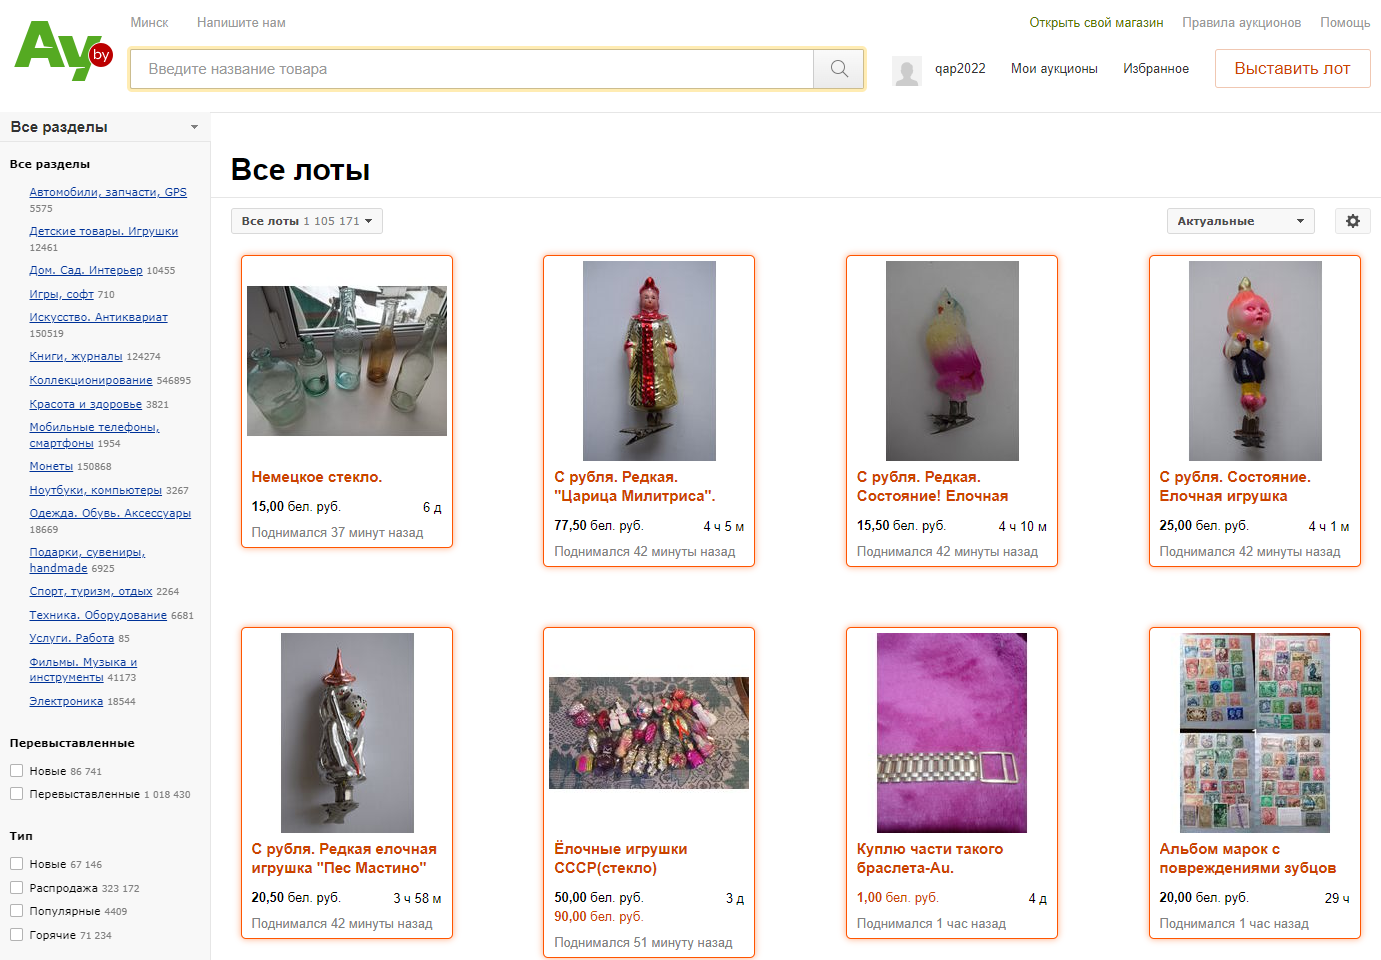 Ау by
Минск Напишите нам
Открыть свой магазин Правила аукционов Помощь
Введите название товара
qap2022 Мои аукционы Избранное Выставить лот
Все разделы
Все разделы
Автомобили, запчасти, GPS
5575
Детские товары. Игрушки
12461
Дом. Сад. Интерьер 10455
Игры, софт 710
Искусство. Антиквариат
150519
Книги, журналы 124274
Коллекционирование 546895
Красота и здоровье 3821
Мобильные телефоны,
смартфоны 1954
Монеты 150868
Ноутбуки, компьютеры 3267
Одежда. Обувь. Аксессуары
18669
Подарки, сувениры,
handmade 6925
Спорт, туризм, отдых 2264
Техника. Оборудование 6681
Услуги. Работа 85
Фильмы. Музыка и
инструменты 41173
Электроника 18544
Перевыставленные
Новые 86 741
Перевыставленные 1 018 430
Тип
Новые 67 146
Распродажа 323 172
Популярные 4409
Горячие 71 234
Все лоты
Все лоты 1 105 171
Актуальные
Немецкое стекло.
15,00 бел. руб. 6 д
Поднимался 37 минут назад
С рубля. Редкая.
"Царица Милитриса".
77,50 бел. руб. 4 ч 5 м
Поднимался 42 минуты назад
С рубля. Редкая.
Состояние! Елочная
15,50 бел. руб. 4 ч 10 м
Поднимался 42 минуты назад
С рубля. Состояние.
Елочная игрушка
25,00 бел. руб. 4 ч 1 м
Поднимался 42 минуты назад
С рубля. Редкая елочная
игрушка "Пес Мастино"
20,50 бел. руб. 3 ч 58 м
Поднимался 42 минуты назад
Ёлочные игрушки
СССР(стекло)
50,00 бел. руб. 3 д
90,00 бел. руб.
Поднимался 51 минуту назад
Куплю части такого
браслета-Au.
1,00 бел. руб. 4 д
Поднимался 1 час назад
Альбом марок с
повреждениями зубцов
20,00 бел. руб. 29 ч
Поднимался 1 час назад